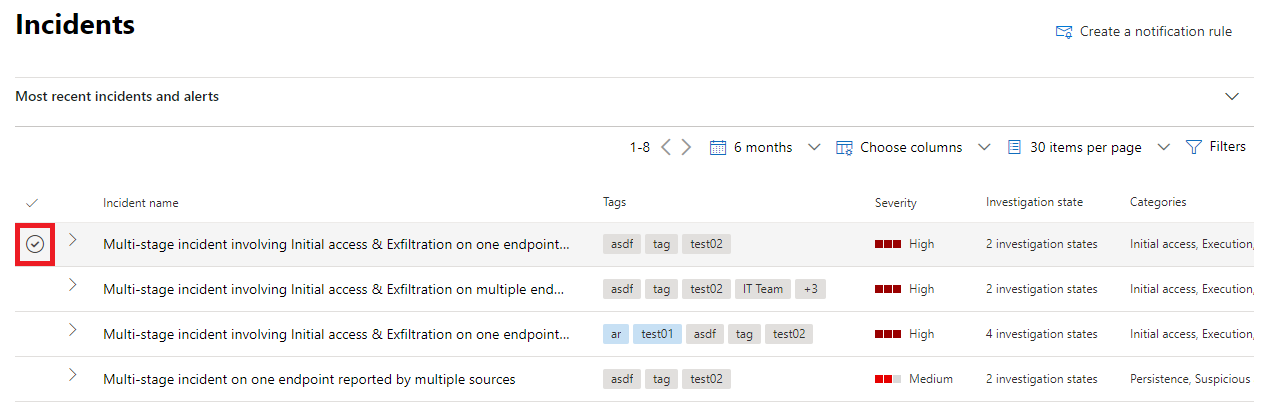 Incidents
Create a notification rule
Most recent incidents and alerts
1-8 6 months Choose columns 30 items per page Filters
Incident name Tags Severity Investigation state Categories
Multi-stage incident involving Initial access & Exfiltration on one endpoint... asdf tag test02 High 2 investigation states Initial access, Execution,
Multi-stage incident involving Initial access & Exfiltration on multiple end... asdf tag test02 IT Team +3 High 2 investigation states Initial access, Execution,
Multi-stage incident involving Initial access & Exfiltration on one endpoint... ar test01 asdf tag test02 High 4 investigation states Initial access, Execution,
Multi-stage incident on one endpoint reported by multiple sources asdf tag test02 Medium 2 investigation states Persistence, Suspicious